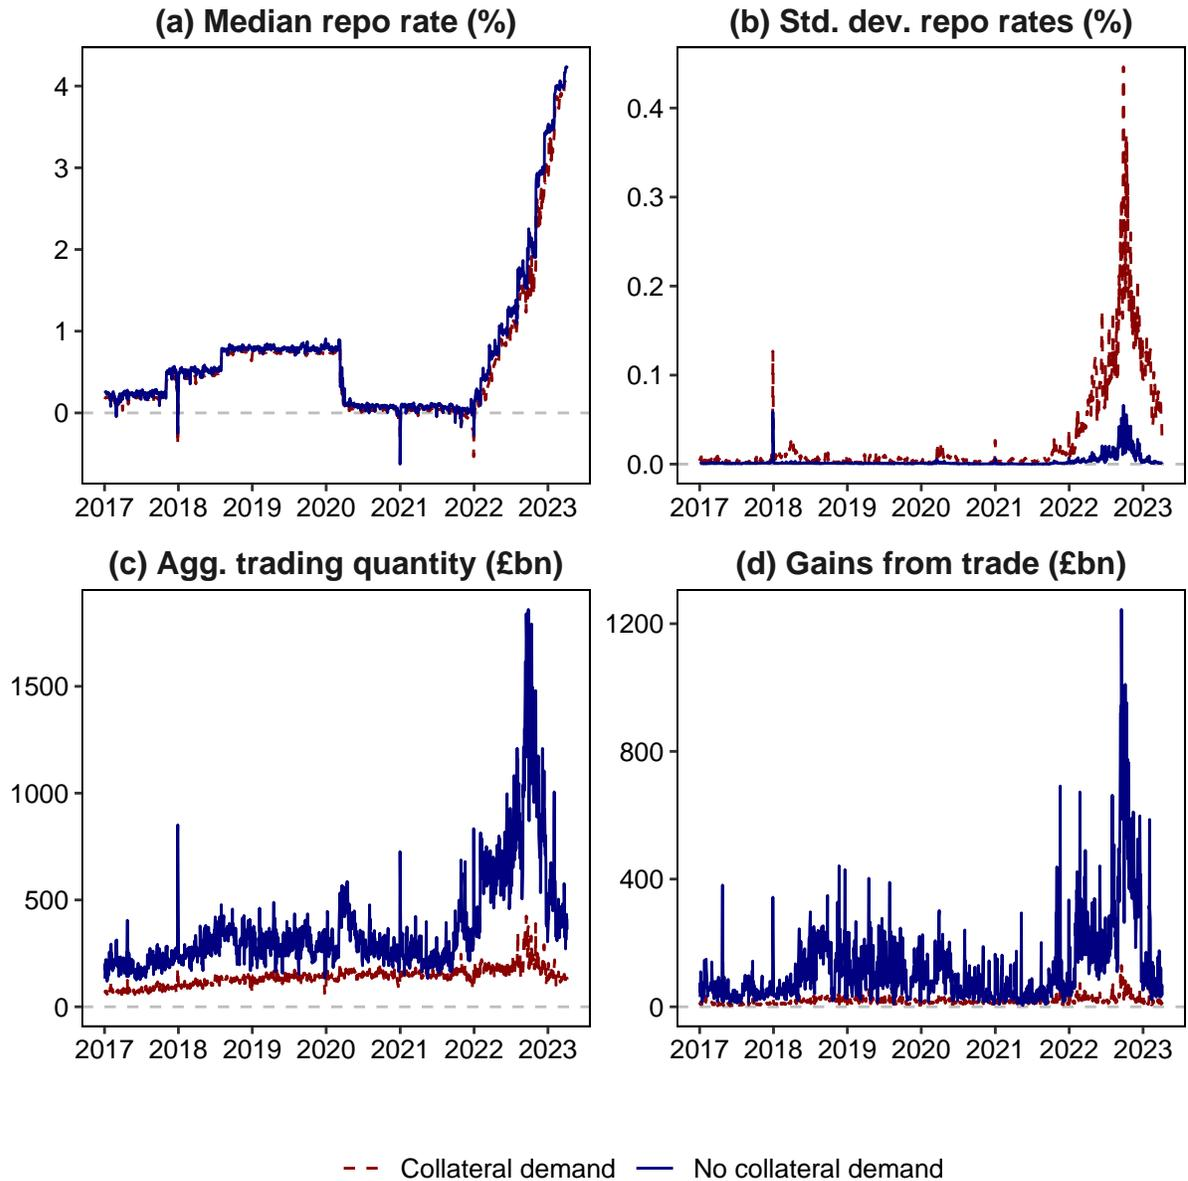 (a) Median repo rate (%)
4
3
2
1
0
2017 2018 2019 2020 2021 2022 2023
(b) Std. dev. repo rates (%)
0.4
0.3
0.2
0.1
0.0
2017 2018 2019 2020 2021 2022 2023
(c) Agg. trading quantity (£bn)
1500
1000
500
0
2017 2018 2019 2020 2021 2022 2023
(d) Gains from trade (£bn)
1200
800
400
0
2017 2018 2019 2020 2021 2022 2023
Collateral demand No collateral demand